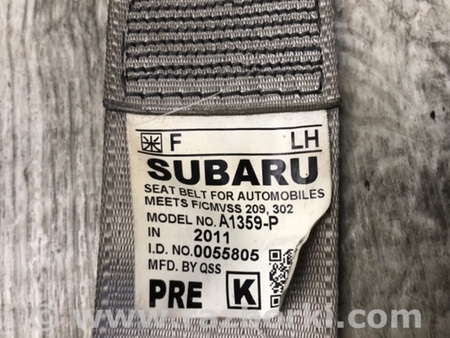 F LH
SUBARU
SEAT BELT FOR AUTOMOBILES
MEETS F/CMVSS 209, 302
MODEL NO. A1359-P
IN 2011
I.D. NO. 0055805
MFD. BY QSS
PRE K